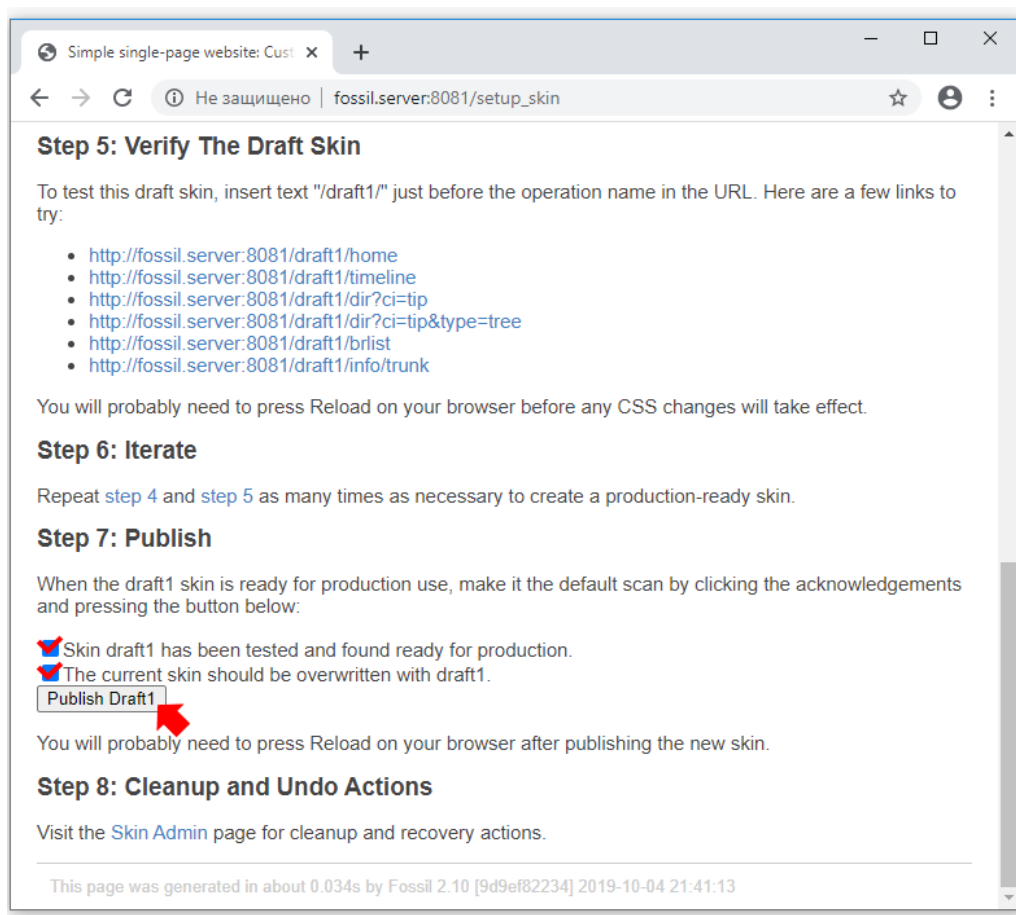 Simple single-page website: Cust
Не защищено | fossil.server:8081/setup_skin
Step 5: Verify The Draft Skin
To test this draft skin, insert text "/draft1/" just before the operation name in the URL. Here are a few links to
try:
http://fossil.server:8081/draft1/home
http://fossil.server:8081/draft1/timeline
http://fossil.server:8081/draft1/dir?ci=tip
http://fossil.server:8081/draft1/dir?ci=tip&type=tree
http://fossil.server:8081/draft1/brlist
http://fossil.server:8081/draft1/info/trunk
You will probably need to press Reload on your browser before any CSS changes will take effect.
Step 6: Iterate
Repeat step 4 and step 5 as many times as necessary to create a production-ready skin.
Step 7: Publish
When the draft1 skin is ready for production use, make it the default scan by clicking the acknowledgements
and pressing the button below:
Skin draft1 has been tested and found ready for production.
The current skin should be overwritten with draft1.
Publish Draft1
You will probably need to press Reload on your browser after publishing the new skin.
Step 8: Cleanup and Undo Actions
Visit the Skin Admin page for cleanup and recovery actions.
This page was generated in about 0.034s by Fossil 2.10 [9d9ef82234] 2019-10-04 21:41:13